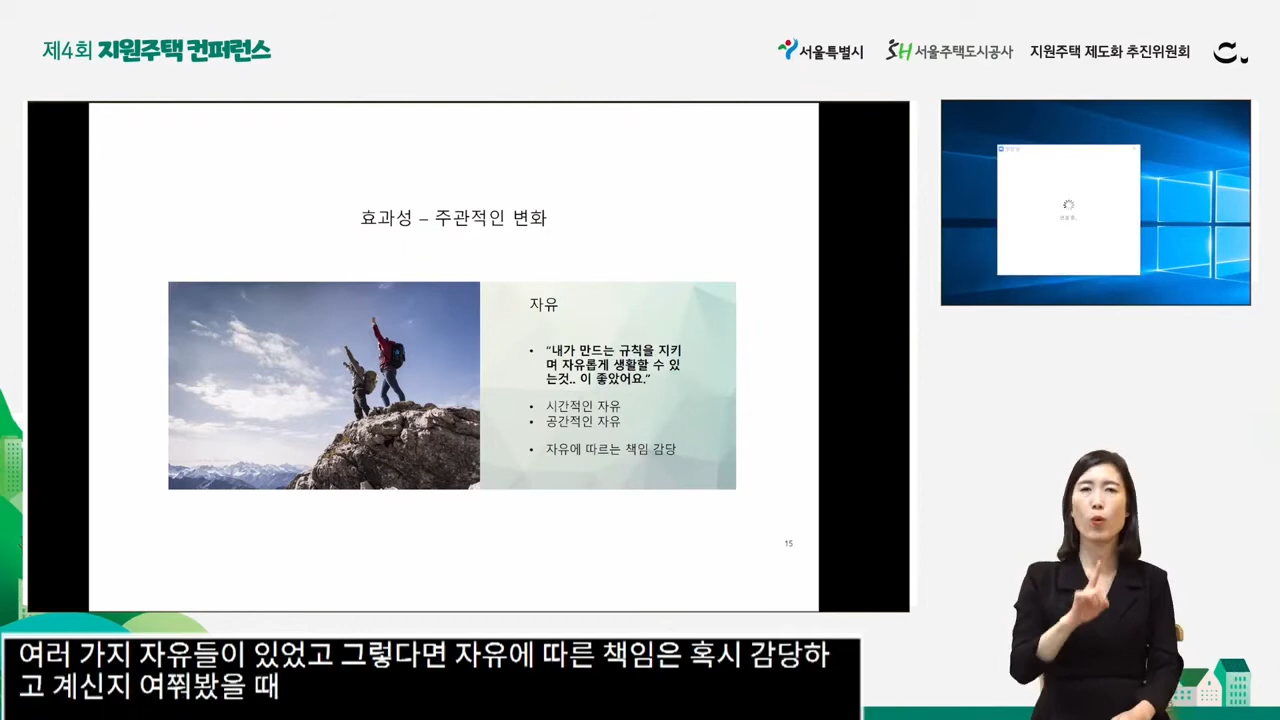 제4회 지원주택 컨퍼런스
서울특별시
SH 서울주택도시공사
지원주택 제도화 추진위원회
효과성 – 주관적인 변화
자유
• “내가 만드는 규칙을 지키
며 자유롭게 생활할 수 있
는것.. 이 좋았어요.”
• 시간적인 자유
• 공간적인 자유
• 자유에 따르는 책임 감당
15
여러 가지 자유들이 있었고 그렇다면 자유에 따른 책임은 혹시 감당하
고 계신지 여쭤봤을 때